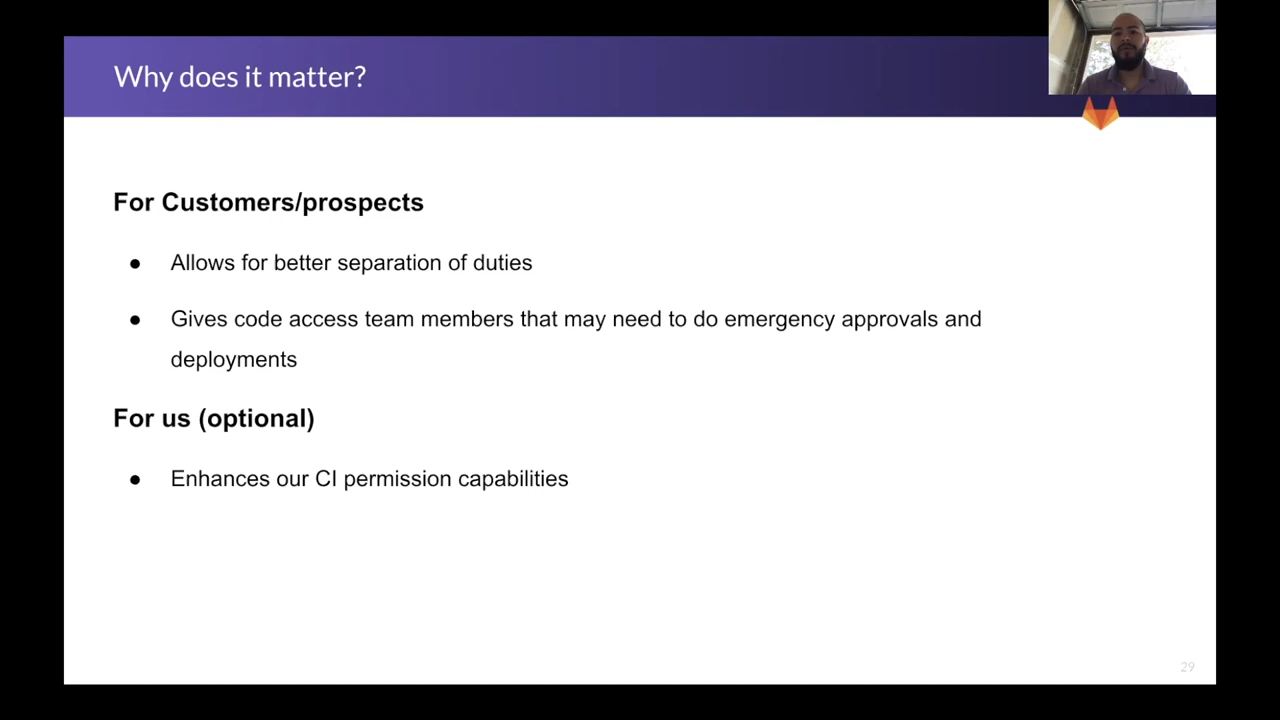 Why does it matter?
For Customers/prospects
● Allows for better separation of duties
● Gives code access team members that may need to do emergency approvals and
deployments
For us (optional)
● Enhances our CI permission capabilities
29